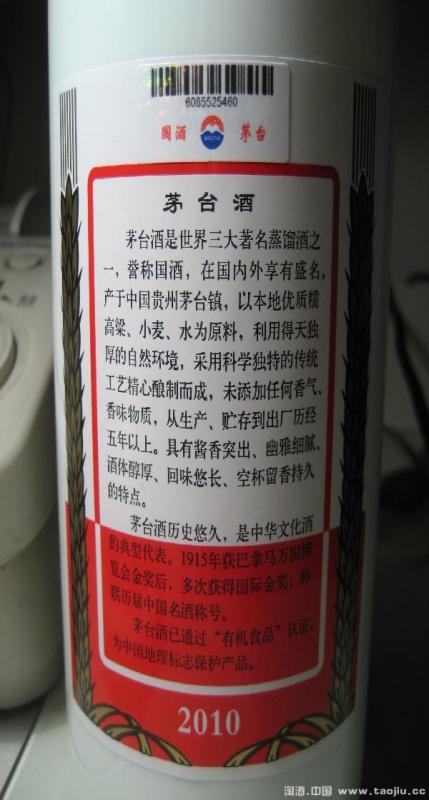 6085525460
国酒 MOUTAI 茅台
茅台酒
茅台酒是世界三大著名蒸馏酒之
一，誉称国酒，在国内外享有盛名。
产于中国贵州茅台镇，以本地优质糯
高粱、小麦、水为原料，利用得天独
厚的自然环境，采用科学独特的传统
工艺精心酿制而成，未添加任何香气、
香味物质，从生产、贮存到出厂历经
五年以上。具有酱香突出、幽雅细腻、
酒体醇厚、回味悠长、空杯留香持久
的特点。
茅台酒历史悠久，是中华文化酒
的典型代表。1915年获巴拿马万国博
览会金奖后，多次获得国际金奖，蝉
联历届中国名酒称号。
茅台酒已通过“有机食品”认证，
为中国地理标志保护产品。
2010
淘酒.中国 www.taojiu.cc